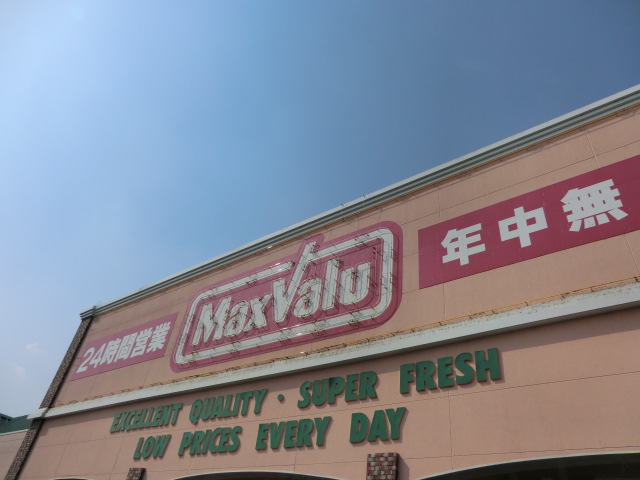 24時間営業
MaxValu
年中無
EXCELLENT QUALITY · SUPER FRESH
LOW PRICES EVERY DAY